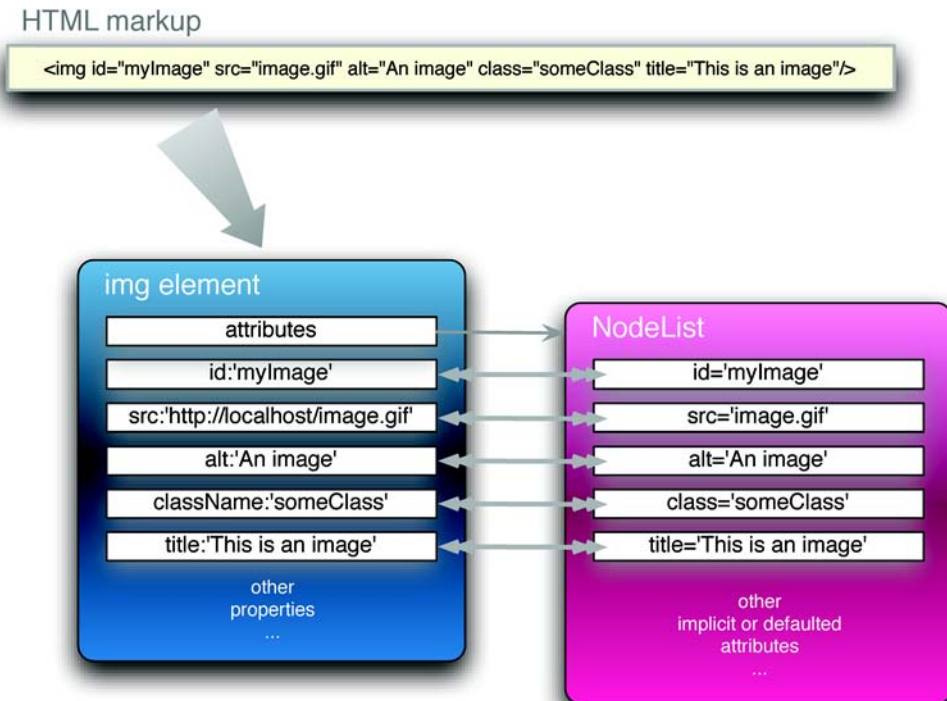 HTML markup
<img id="myImage" src="image.gif" alt="An image" class="someClass" title="This is an image"/>
img element
attributes
id:'myImage'
src:'http://localhost/image.gif'
alt:'An image'
className:'someClass'
title:'This is an image'
other
properties
...
NodeList
id='myImage'
src='image.gif'
alt='An image'
class='someClass'
title='This is an image'
other
implicit or defaulted
attributes
...